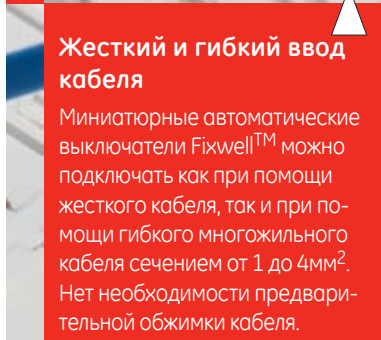 Жесткий и гибкий ввод
кабеля
Миниатюрные автоматические
выключатели Fixwell™ можно
подключать как при помощи
жесткого кабеля, так и при по-
мощи гибкого многожильного
кабеля сечением от 1 до 4мм².
Нет необходимости предвари-
тельной обжимки кабеля.